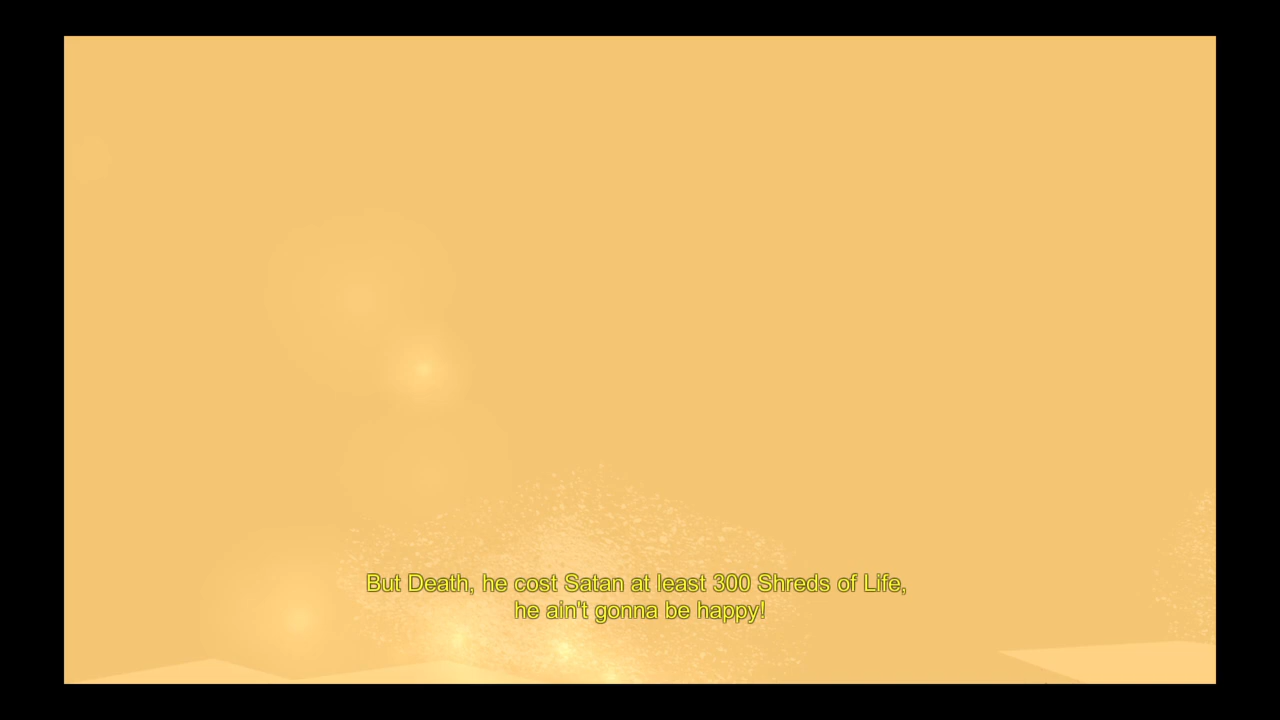 But Death, he cost Satan at least 300 Shreds of Life,
he ain't gonna be happy!